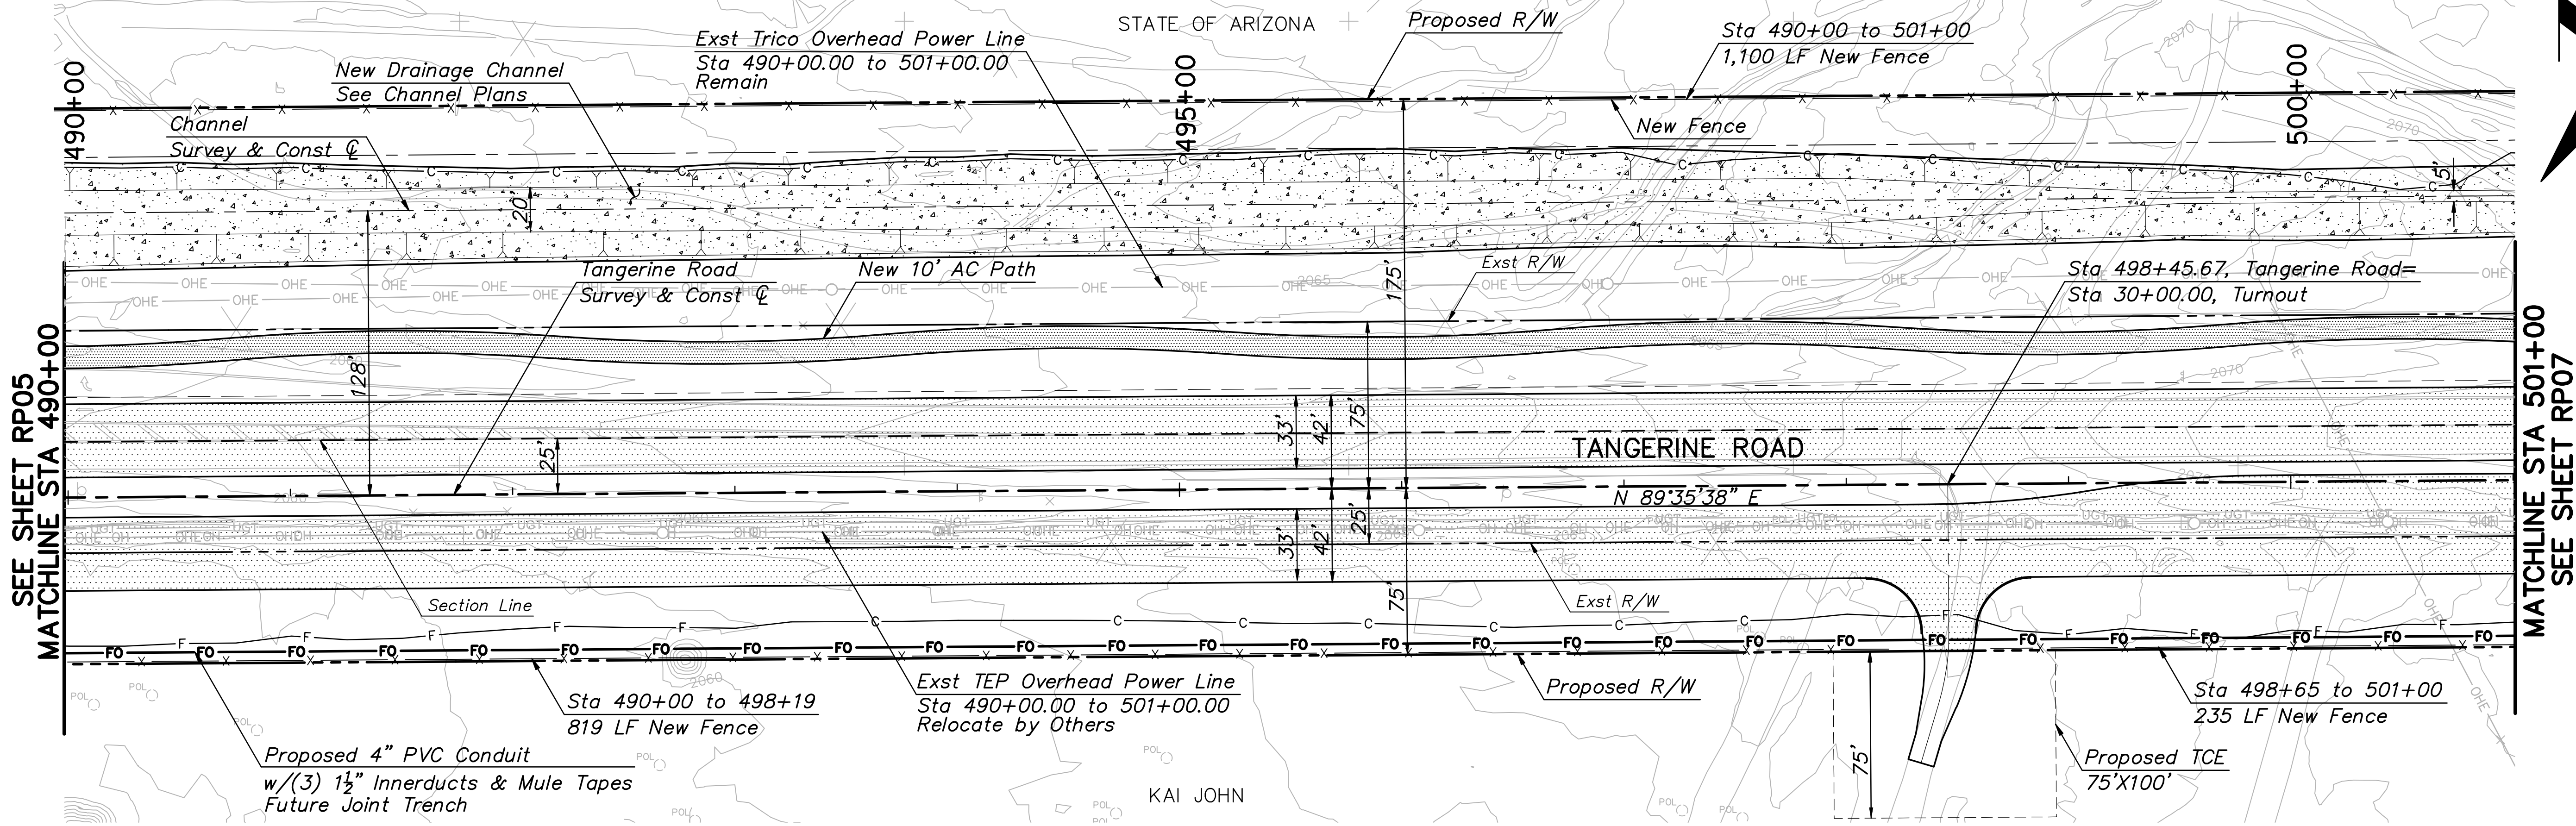 STATE OF ARIZONA
Proposed R/W
Sta 490+00 to 501+00
1,100 LF New Fence
2070
Exst Trico Overhead Power Line
Sta 490+00.00 to 501+00.00
Remain
New Drainage Channel
See Channel Plans
490+00
495+00
500+00
Channel
Survey & Const ℄
New Fence
2070
20'
5'
175'
Tangerine Road
Survey & Const ℄
New 10' AC Path
Exst R/W
2065
Sta 498+45.67, Tangerine Road=
Sta 30+00.00, Turnout
SEE SHEET RP05
MATCHLINE STA 490+00
MATCHLINE STA 501+00
SEE SHEET RP07
128'
25'
33'
42'
75'
TANGERINE ROAD
N 89°35'38" E
2070
33'
42'
25'
75'
Section Line
Exst R/W
Exst TEP Overhead Power Line
Sta 490+00.00 to 501+00.00
Relocate by Others
Proposed R/W
Sta 490+00 to 498+19
819 LF New Fence
2060
Sta 498+65 to 501+00
235 LF New Fence
Proposed 4" PVC Conduit
w/(3) 1½" Innerducts & Mule Tapes
Future Joint Trench
KAI JOHN
75'
Proposed TCE
75'X100'